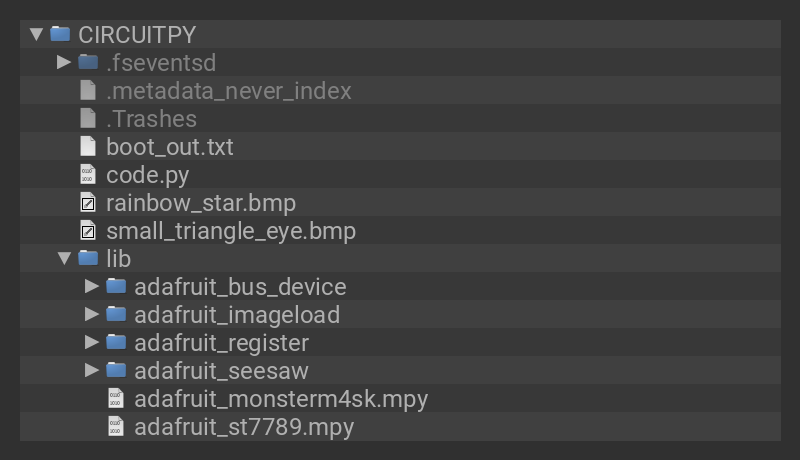 CIRCUITPY
.fseventsd
.metadata_never_index
.Trashes
boot_out.txt
code.py
rainbow_star.bmp
small_triangle_eye.bmp
lib
adafruit_bus_device
adafruit_imageload
adafruit_register
adafruit_seesaw
adafruit_monsterm4sk.mpy
adafruit_st7789.mpy